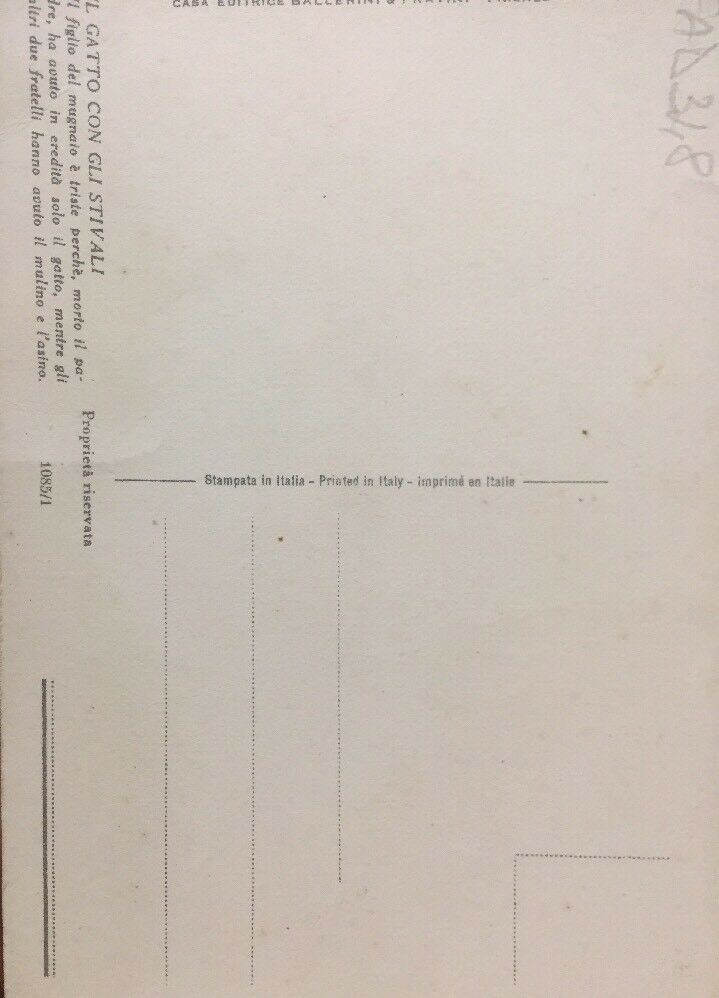 IL GATTO CON GLI STIVALI
Il figlio del mugnaio è triste perchè, morto il pa-
dre, ha avuto in eredità solo il gatto, mentre gli
altri due fratelli hanno avuto il mulino e l'asino.
Proprietà riservata
1085/1
CASA EDITRICE BALLERINI & FRATINI
Stampata in Italia - Printed in Italy - Imprimé en Italie